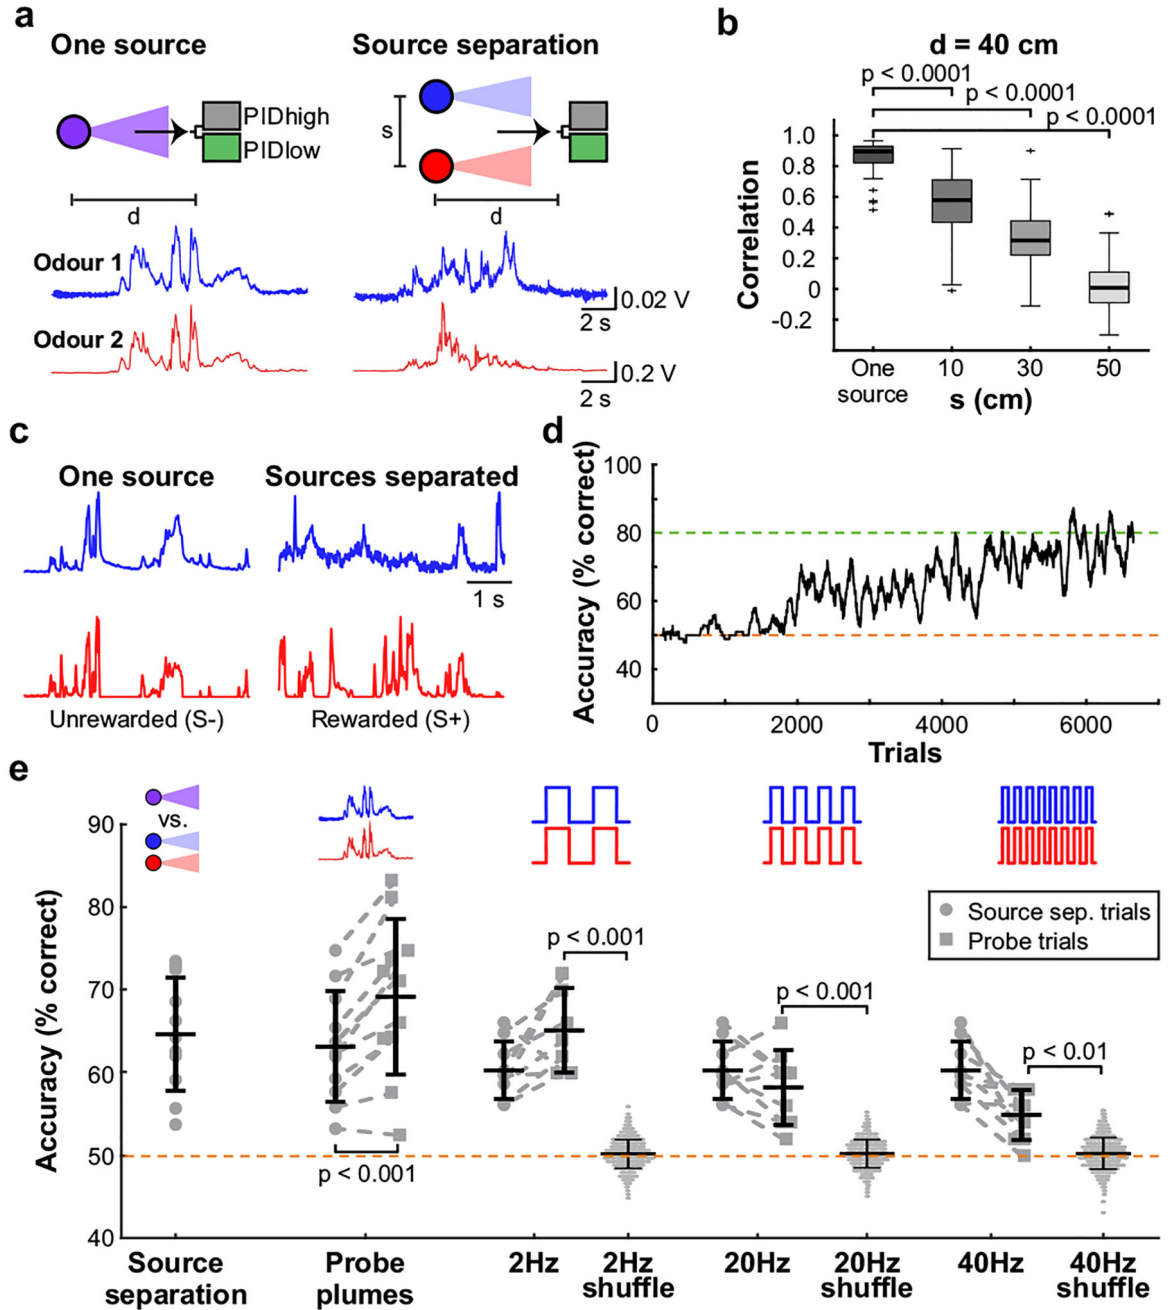 a
One source
Source separation
PIDhigh
PIDlow
s
d
d
Odour 1
0.02 V
2 s
Odour 2
0.2 V
2 s
b
d = 40 cm
p < 0.0001
p < 0.0001
p < 0.0001
Correlation
1.0
0.8
0.6
0.4
0.2
0
-0.2
One source
10
30
50
s (cm)
c
One source
Sources separated
1 s
Unrewarded (S-)
Rewarded (S+)
d
Accuracy (% correct)
100
80
60
40
0
2000
4000
6000
Trials
e
vs.
Accuracy (% correct)
90
80
70
60
50
40
Source sep. trials
Probe trials
p < 0.001
p < 0.001
p < 0.001
p < 0.01
Source separation
Probe plumes
2Hz
2Hz shuffle
20Hz
20Hz shuffle
40Hz
40Hz shuffle